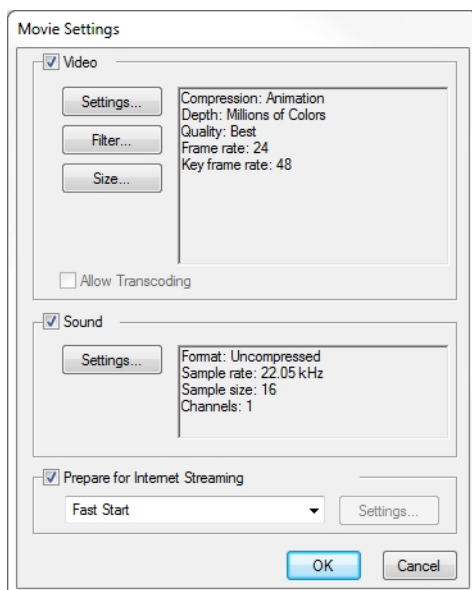 Movie Settings
Video
Settings...
Filter...
Size...
Compression: Animation
Depth: Millions of Colors
Quality: Best
Frame rate: 24
Key frame rate: 48
Allow Transcoding
Sound
Settings...
Format: Uncompressed
Sample rate: 22.05 kHz
Sample size: 16
Channels: 1
Prepare for Internet Streaming
Fast Start
Settings...
OK
Cancel